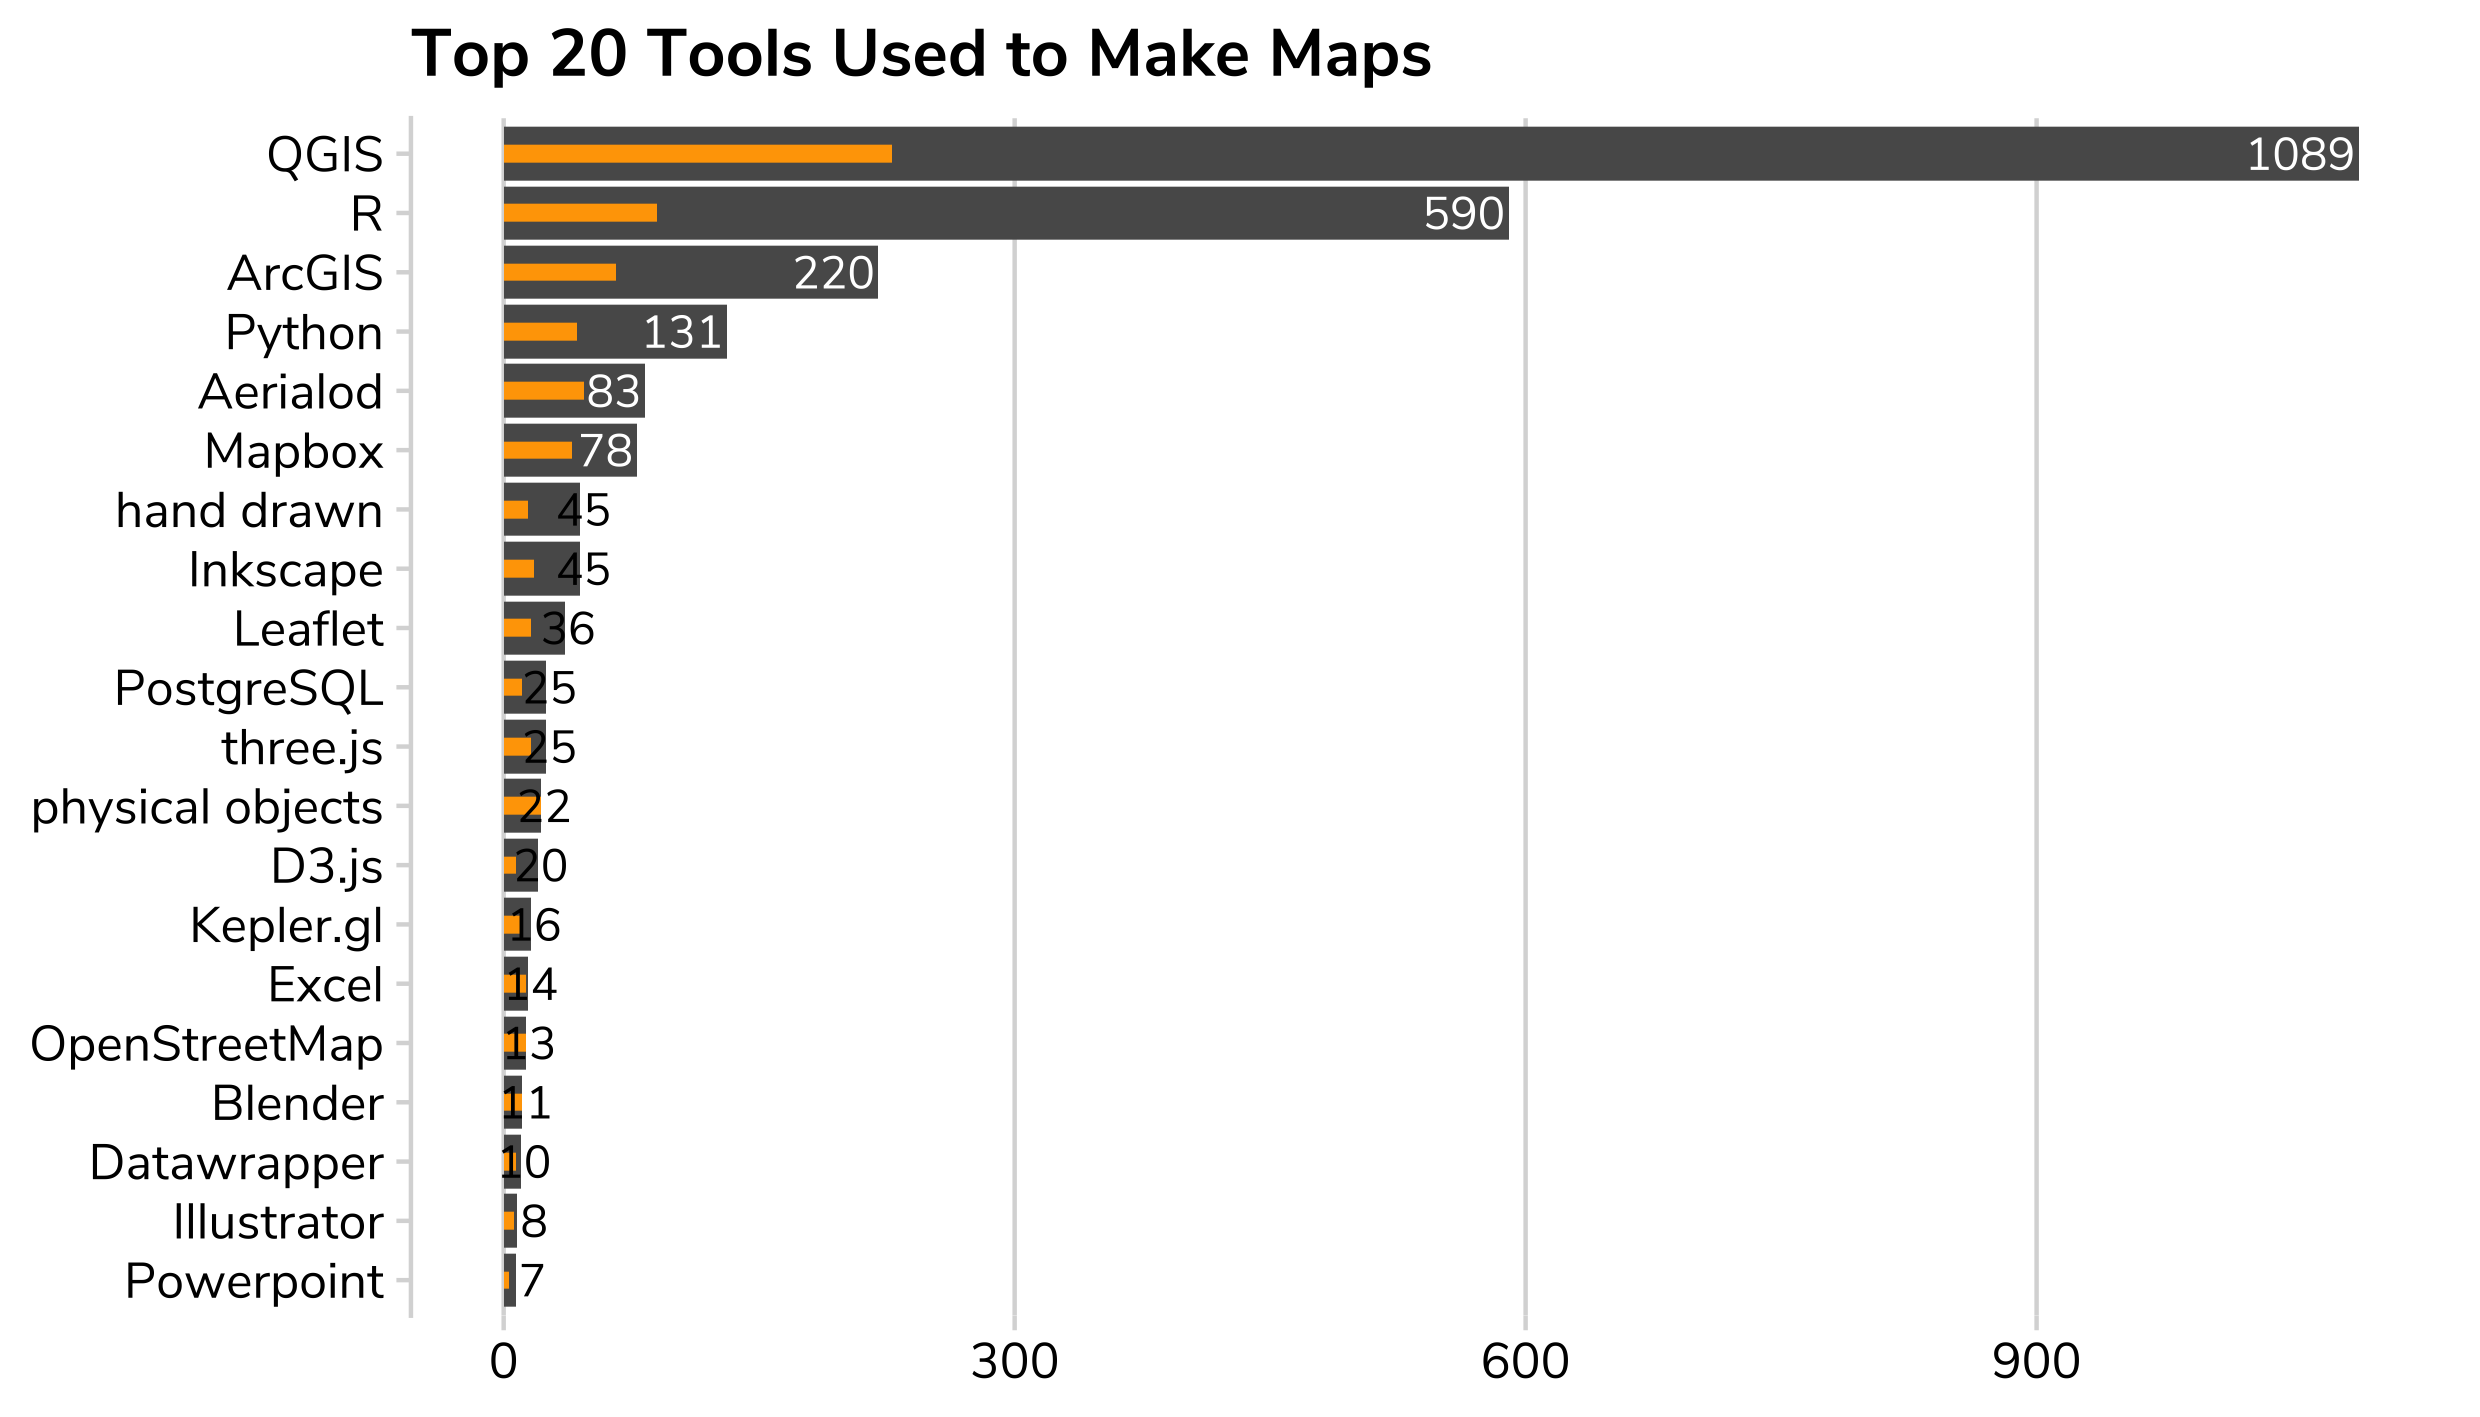 Top 20 Tools Used to Make Maps
QGIS 1089
R 590
ArcGIS 220
Python 131
Aerialod 83
Mapbox 78
hand drawn 45
Inkscape 45
Leaflet 36
PostgreSQL 25
three.js 25
physical objects 22
D3.js 20
Kepler.gl 16
Excel 14
OpenStreetMap 13
Blender 11
Datawrapper 10
Illustrator 8
Powerpoint 7
0 300 600 900